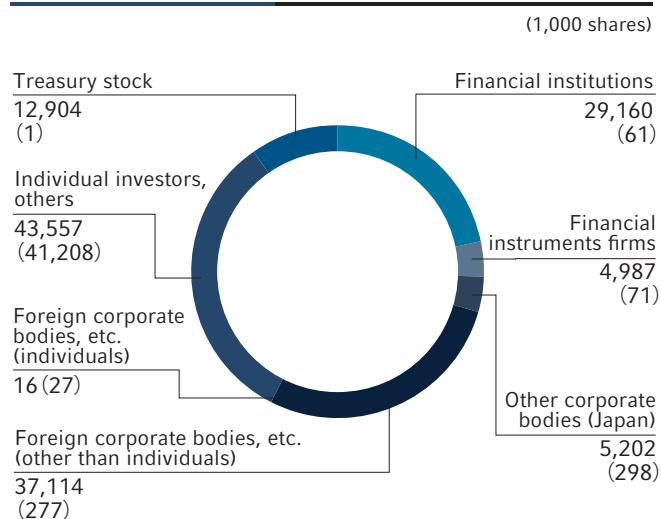 (1,000 shares)
Treasury stock
12,904
(1)
Financial institutions
29,160
(61)
Individual investors,
others
43,557
(41,208)
Financial
instruments firms
4,987
(71)
Foreign corporate
bodies, etc.
(individuals)
16 (27)
Other corporate
bodies (Japan)
5,202
(298)
Foreign corporate bodies, etc.
(other than individuals)
37,114
(277)